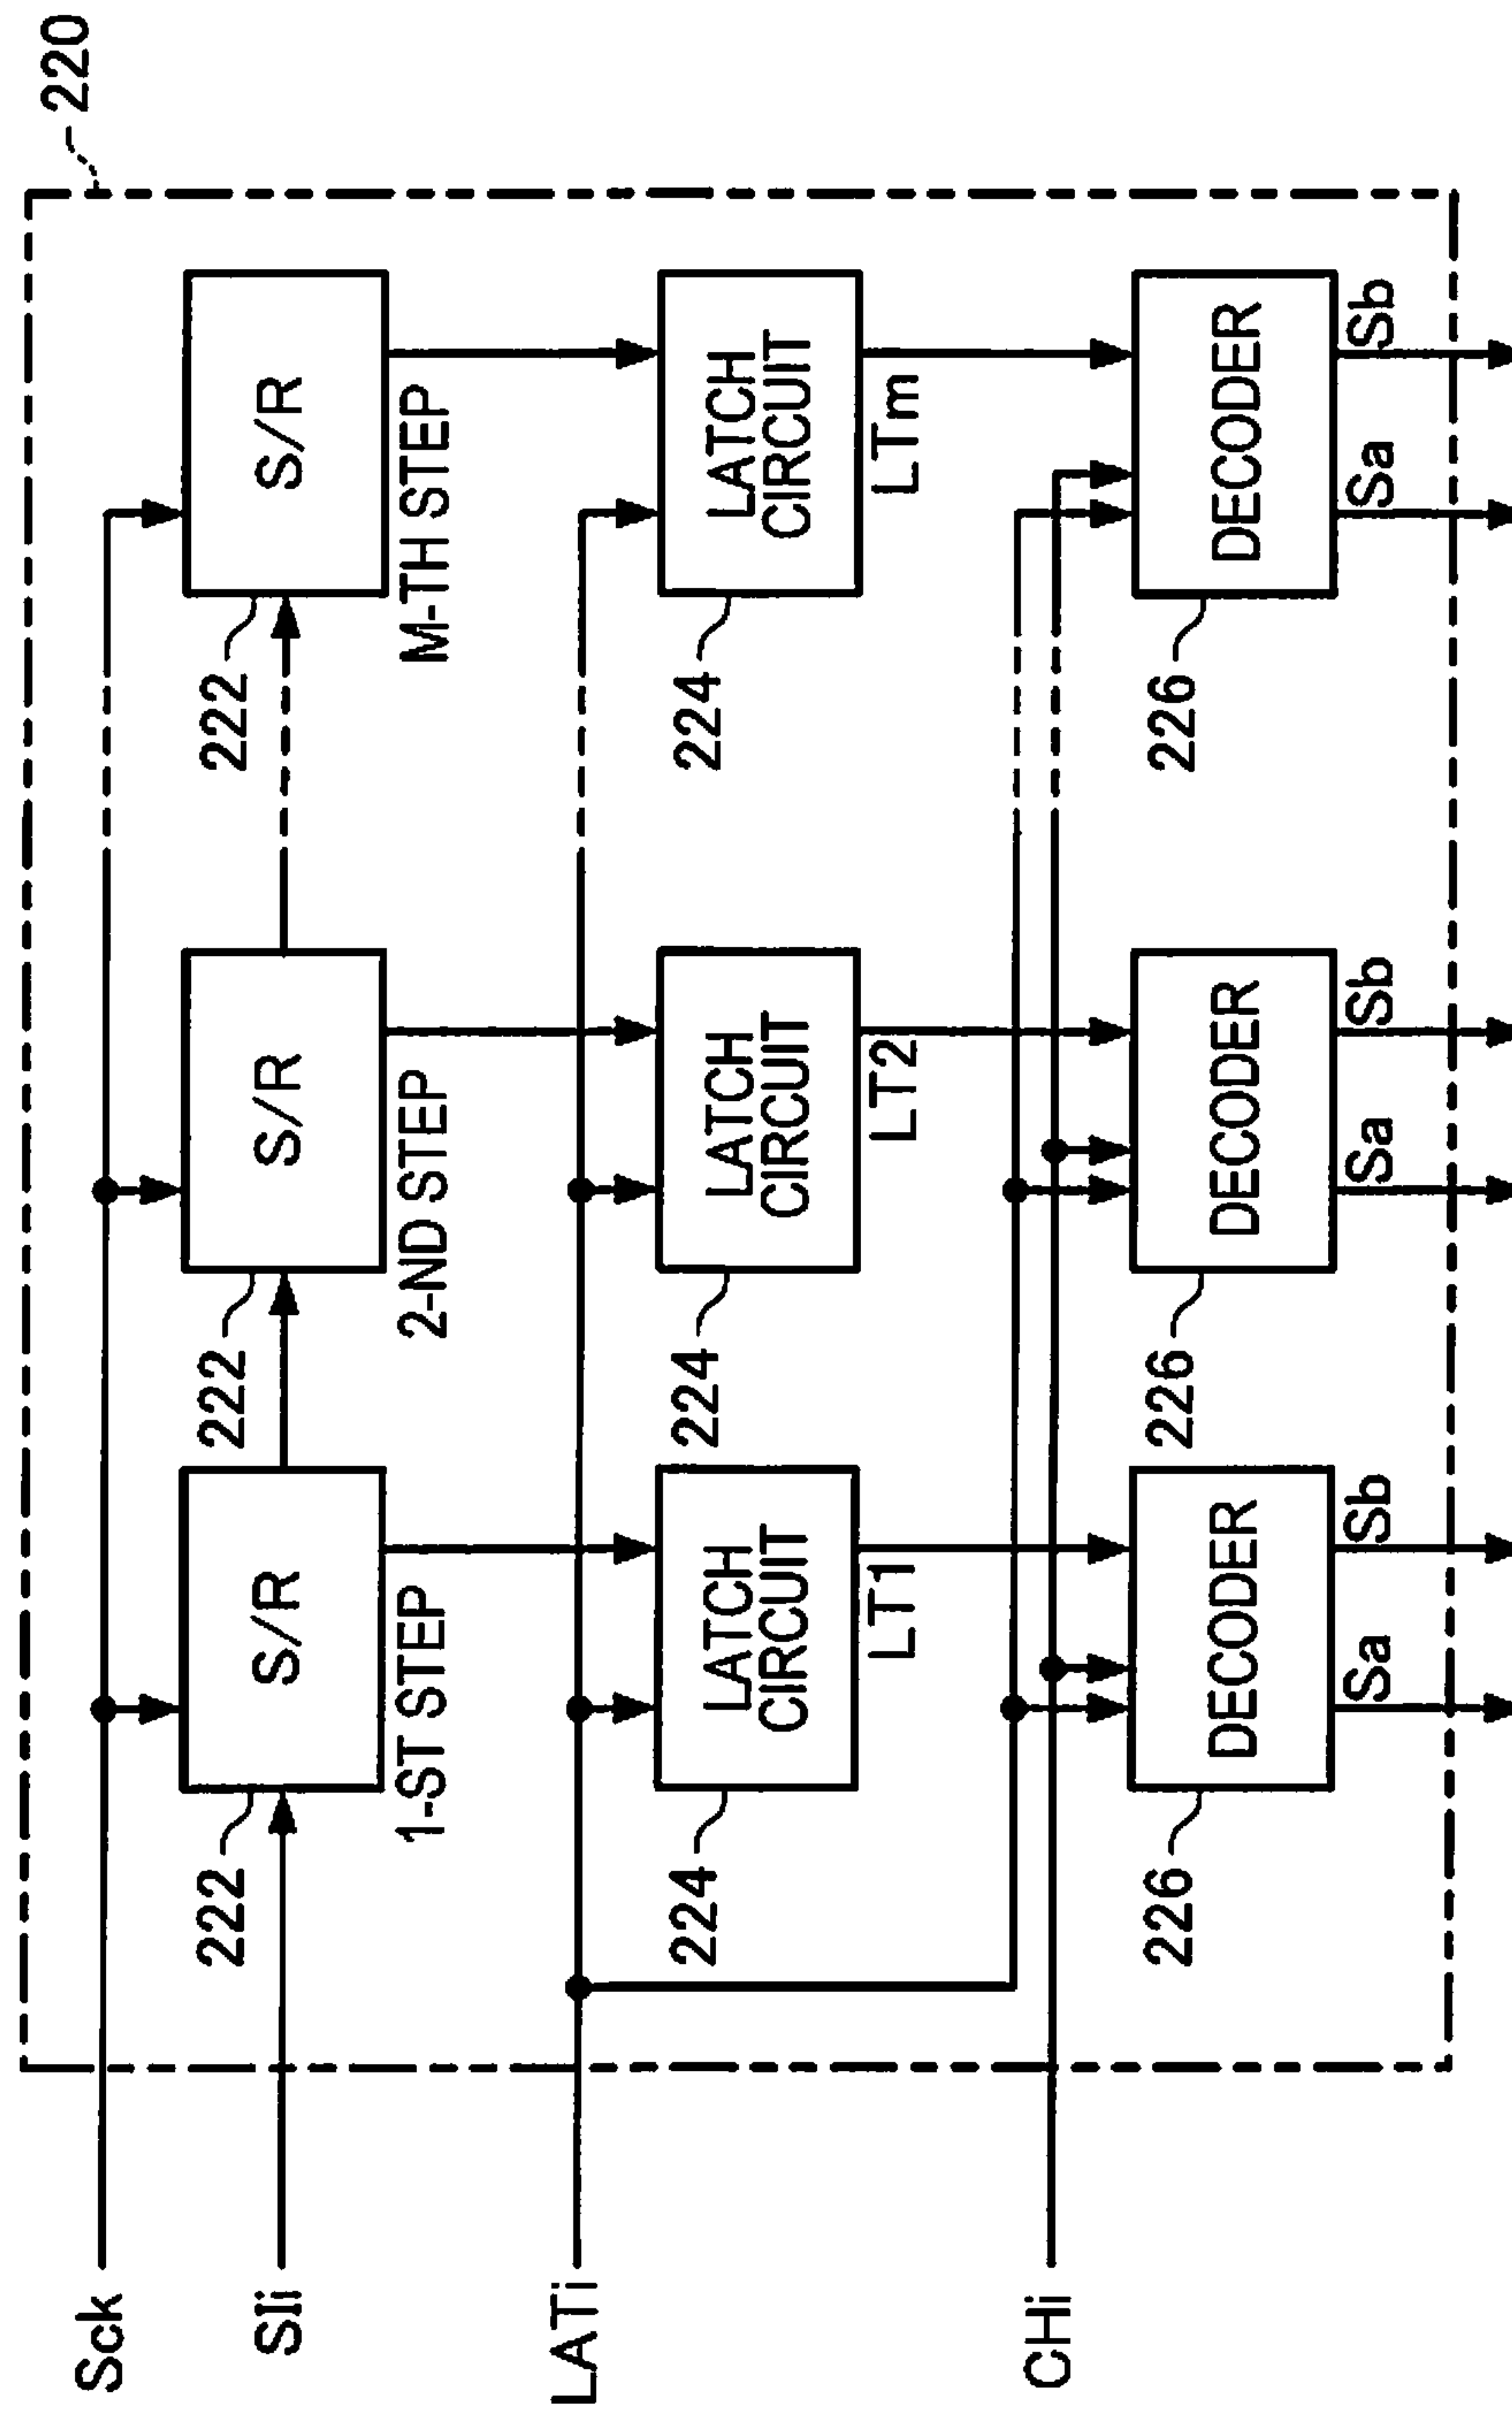 220
Sck
SIi
LATi
CHi
222
S/R
1-ST STEP
222
S/R
2-ND STEP
222
S/R
M-TH STEP
224
LATCH
CIRCUIT
LT1
224
LATCH
CIRCUIT
LT2
224
LATCH
CIRCUIT
LTm
226
DECODER
Sa
Sb
226
DECODER
Sa
Sb
226
DECODER
Sa
Sb